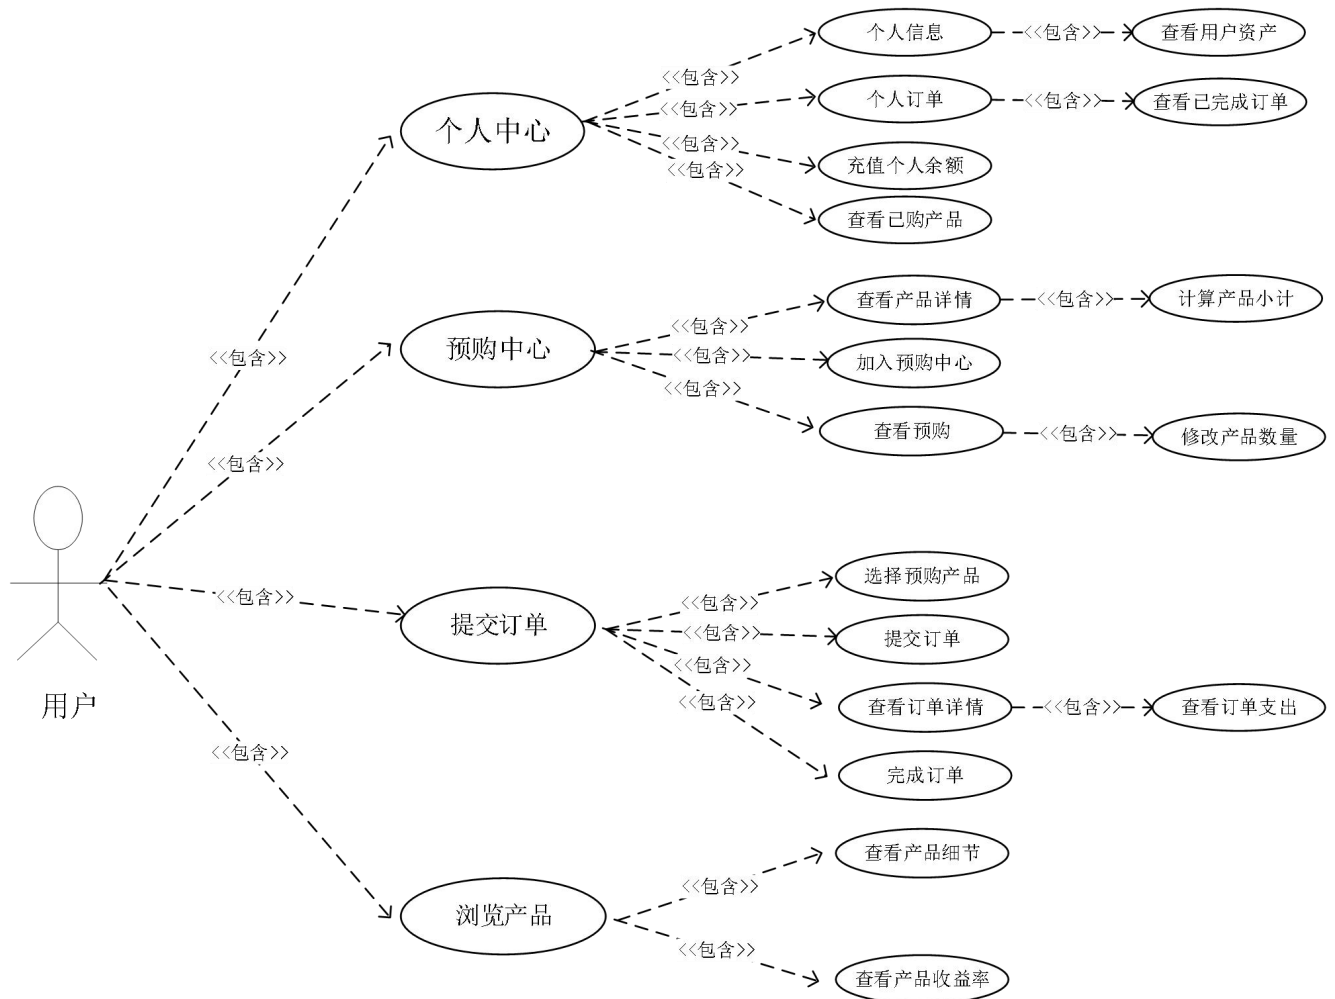 <<包含>>
个人信息
<<包含>>
查看用户资产
<<包含>>
个人订单
<<包含>>
查看已完成订单
个人中心
<<包含>>
充值个人余额
<<包含>>
查看已购产品
<<包含>>
<<包含>>
查看产品详情
<<包含>>
计算产品小计
预购中心
<<包含>>
加入预购中心
<<包含>>
查看预购
<<包含>>
修改产品数量
<<包含>>
用户
<<包含>>
提交订单
<<包含>>
选择预购产品
<<包含>>
提交订单
<<包含>>
查看订单详情
<<包含>>
查看订单支出
<<包含>>
完成订单
<<包含>>
浏览产品
<<包含>>
查看产品细节
<<包含>>
查看产品收益率